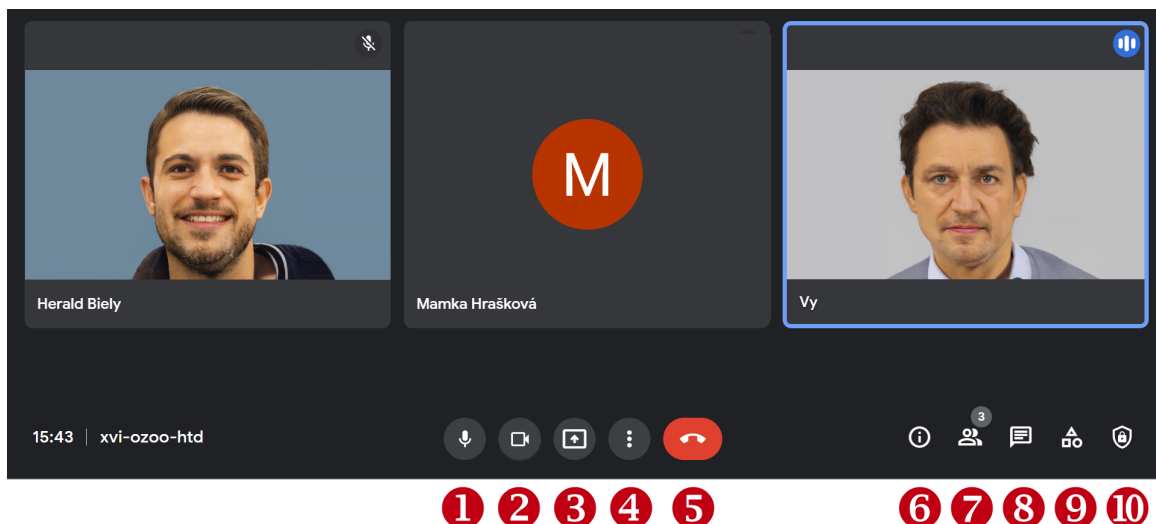 M
Herald Biely
Mamka Hrašková
Vy
15:43 | xvi-ozoo-htd
3
1 2 3 4 5 6 7 8 9 10